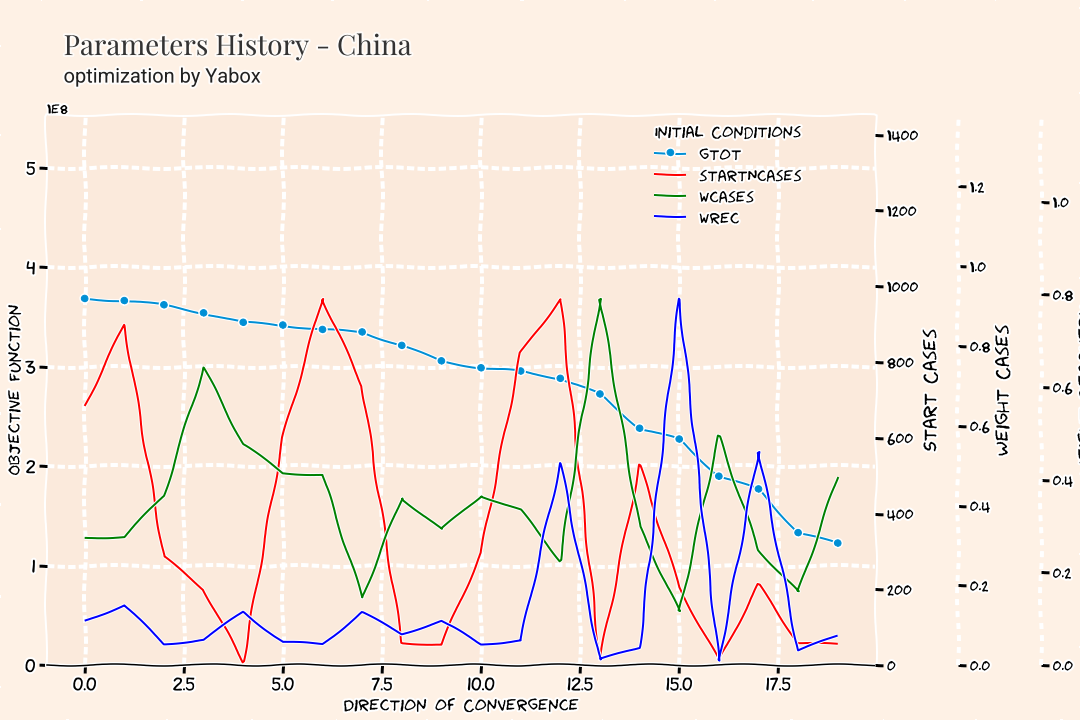 Parameters History - China
optimization by Yabox
1E8
INITIAL CONDITIONS
GTOT
STARTNCASES
WCASES
WREC
OBJECTIVE FUNCTION
5
4
3
2
1
0
0.0 2.5 5.0 7.5 10.0 12.5 15.0 17.5
DIRECTION OF CONVERGENCE
1400
1200
1000
800
600
400
200
0
START CASES
1.2
1.0
0.8
0.6
0.4
0.2
0.0
WEIGHT CASES
1.0
0.8
0.6
0.4
0.2
0.0